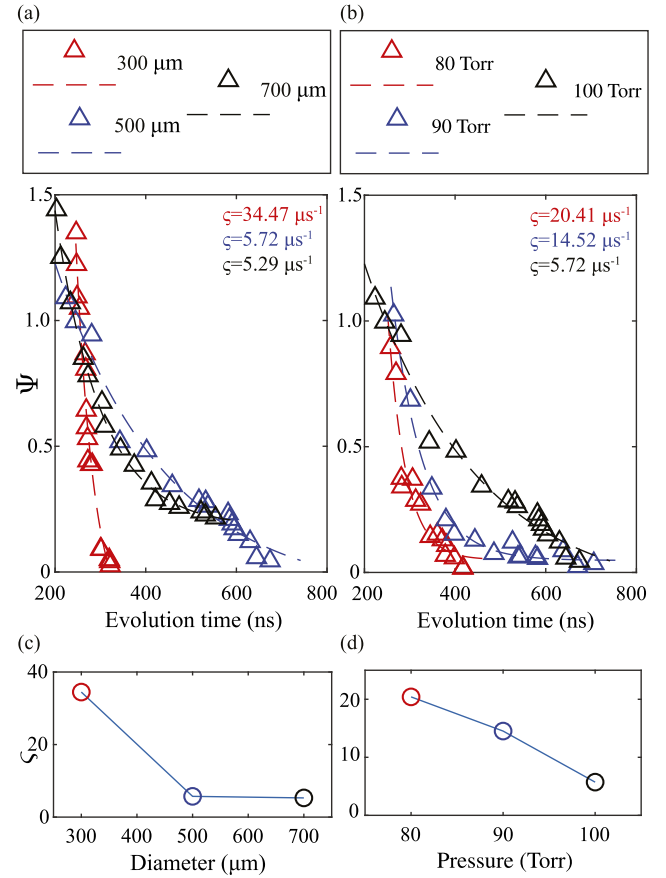 (a)
300 μm
500 μm
700 μm
(b)
80 Torr
90 Torr
100 Torr
1.5
1.0
0.5
0
Ψ
ς=34.47 μs⁻¹
ς=5.72 μs⁻¹
ς=5.29 μs⁻¹
200 400 600 800
Evolution time (ns)
1.5
1.0
0.5
0
ς=20.41 μs⁻¹
ς=14.52 μs⁻¹
ς=5.72 μs⁻¹
200 400 600 800
Evolution time (ns)
(c)
40
20
0
ς
300 400 500 600 700
Diameter (μm)
(d)
20
10
0
80 90 100
Pressure (Torr)